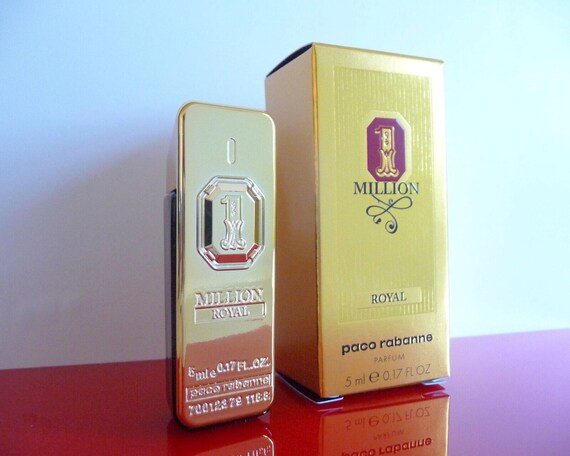 1
MILLION
ROYAL
5 ml e 0.17 FL.OZ.
paco rabanne
1
MILLION
ROYAL
paco rabanne
PARFUM
5 ml e 0.17 FL OZ